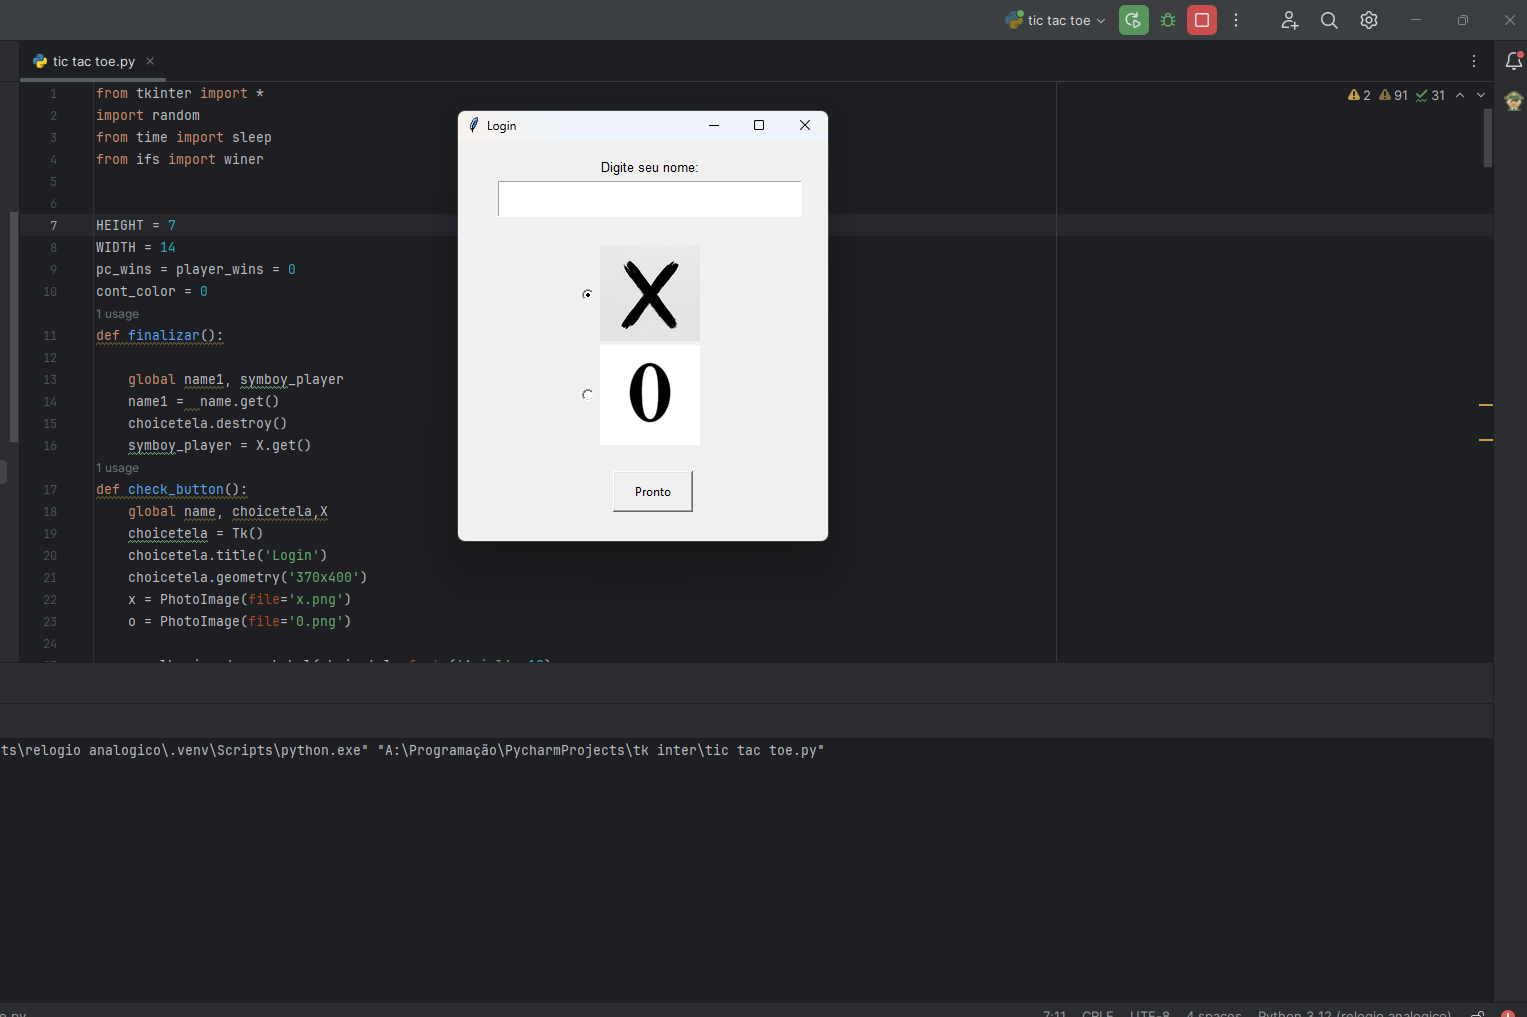 tic tac toe
tic tac toe.py
2 91 31
1 from tkinter import *
2 import random
3 from time import sleep
4 from ifs import winer
5
6
7 HEIGHT = 7
8 WIDTH = 14
9 pc_wins = player_wins = 0
10 cont_color = 0
1 usage
11 def finalizar():
12
13 global name1, symboy_player
14 name1 =  name.get()
15 choicetela.destroy()
16 symboy_player = X.get()
1 usage
17 def check_button():
18 global name, choicetela,X
19 choicetela = Tk()
20 choicetela.title('Login')
21 choicetela.geometry('370x400')
22 x = PhotoImage(file='x.png')
23 o = PhotoImage(file='0.png')
24
Login
Digite seu nome:
X
0
Pronto
ts\relogio analogico\.venv\Scripts\python.exe" "A:\Programação\PycharmProjects\tk inter\tic tac toe.py"
7:11 CRLF UTF-8 4 spaces Python 3.12 (relogio analogico)